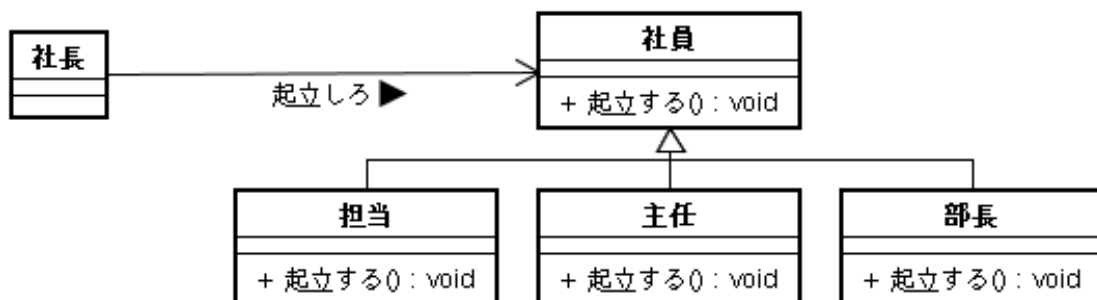 社長
起立しろ ▶
社員
+ 起立する() : void
担当
+ 起立する() : void
主任
+ 起立する() : void
部長
+ 起立する() : void